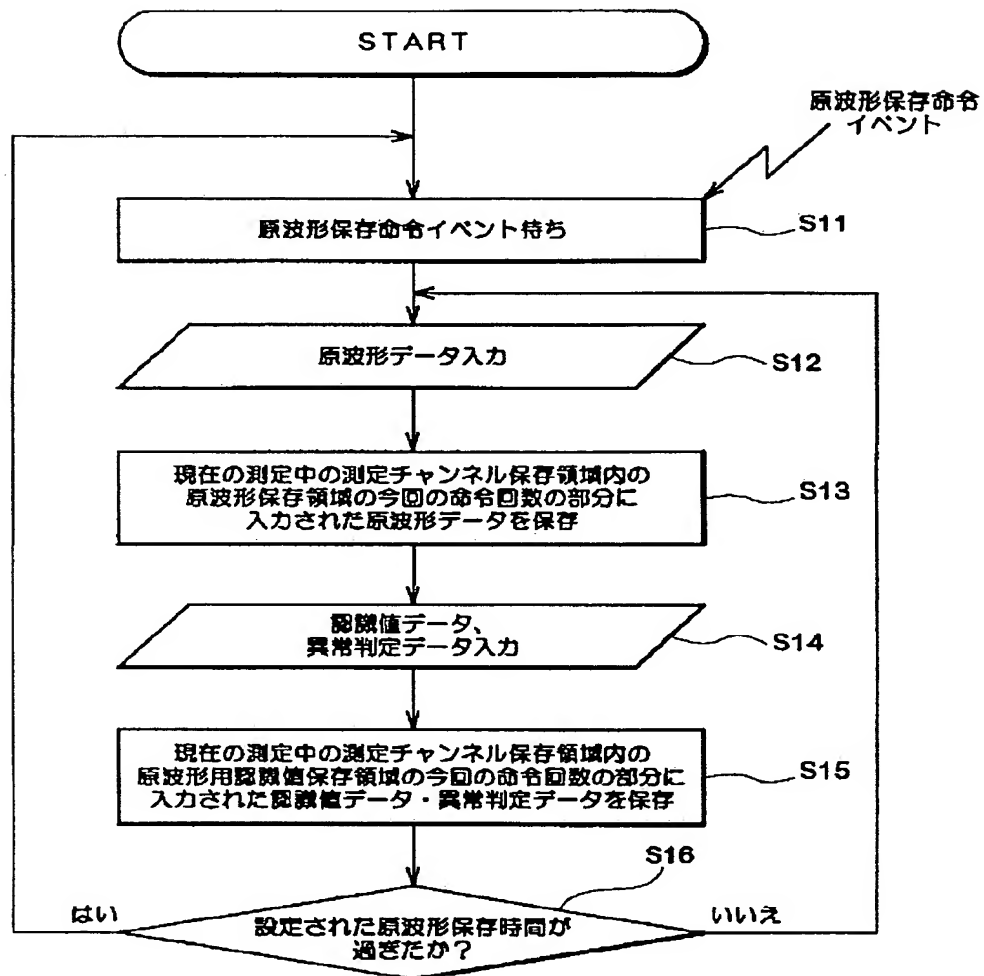 START
原波形保存命令
イベント
原波形保存命令イベント待ち
S11
原波形データ入力
S12
現在の測定中の測定チャンネル保存領域内の
原波形保存領域の今回の命令回数の部分に
入力された原波形データを保存
S13
認識値データ、
異常判定データ入力
S14
現在の測定中の測定チャンネル保存領域内の
原波形用認識値保存領域の今回の命令回数の部分に
入力された認識値データ・異常判定データを保存
S15
S16
はい
設定された原波形保存時間が
過ぎたか？
いいえ